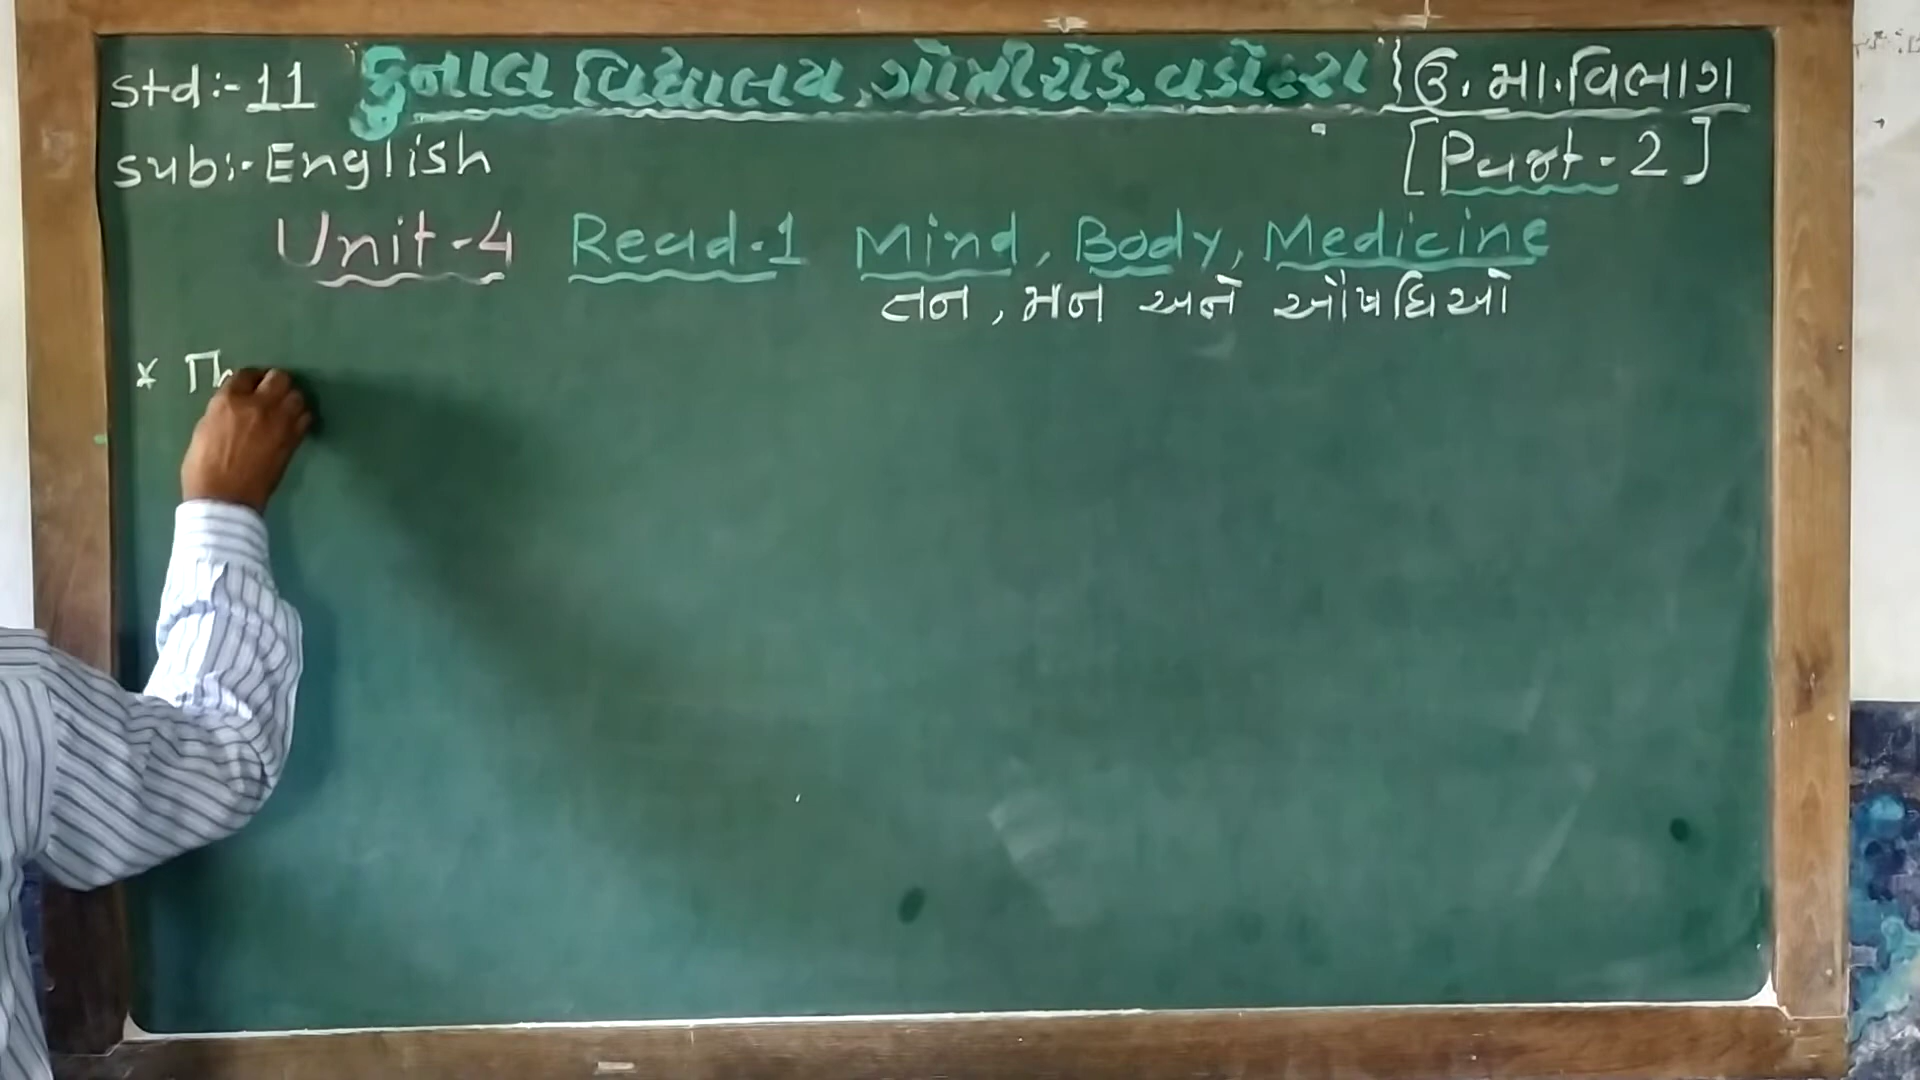 std:- 11 કુનાલ વિદ્યાલય, ગોત્રીરોડ, વડોદરા } ઉ. મા. વિભાગ
sub:- English [Part-2]
Unit-4 Read-1 Mind, Body, Medicine
તન, મન અને ઔષધિઓ
* Th